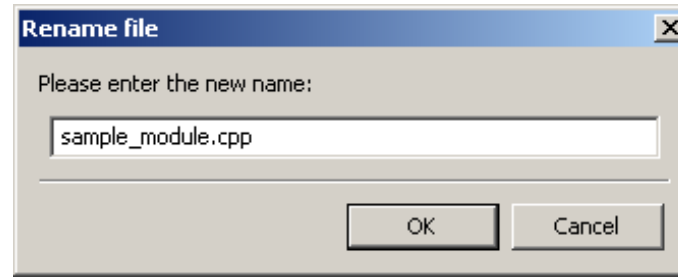 Rename file
Please enter the new name:
sample_module.cpp
OK Cancel